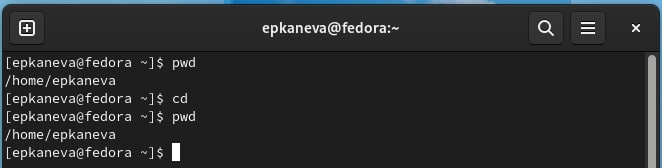 epkaneva@fedora:~
[epkaneva@fedora ~]$ pwd
/home/epkaneva
[epkaneva@fedora ~]$ cd
[epkaneva@fedora ~]$ pwd
/home/epkaneva
[epkaneva@fedora ~]$